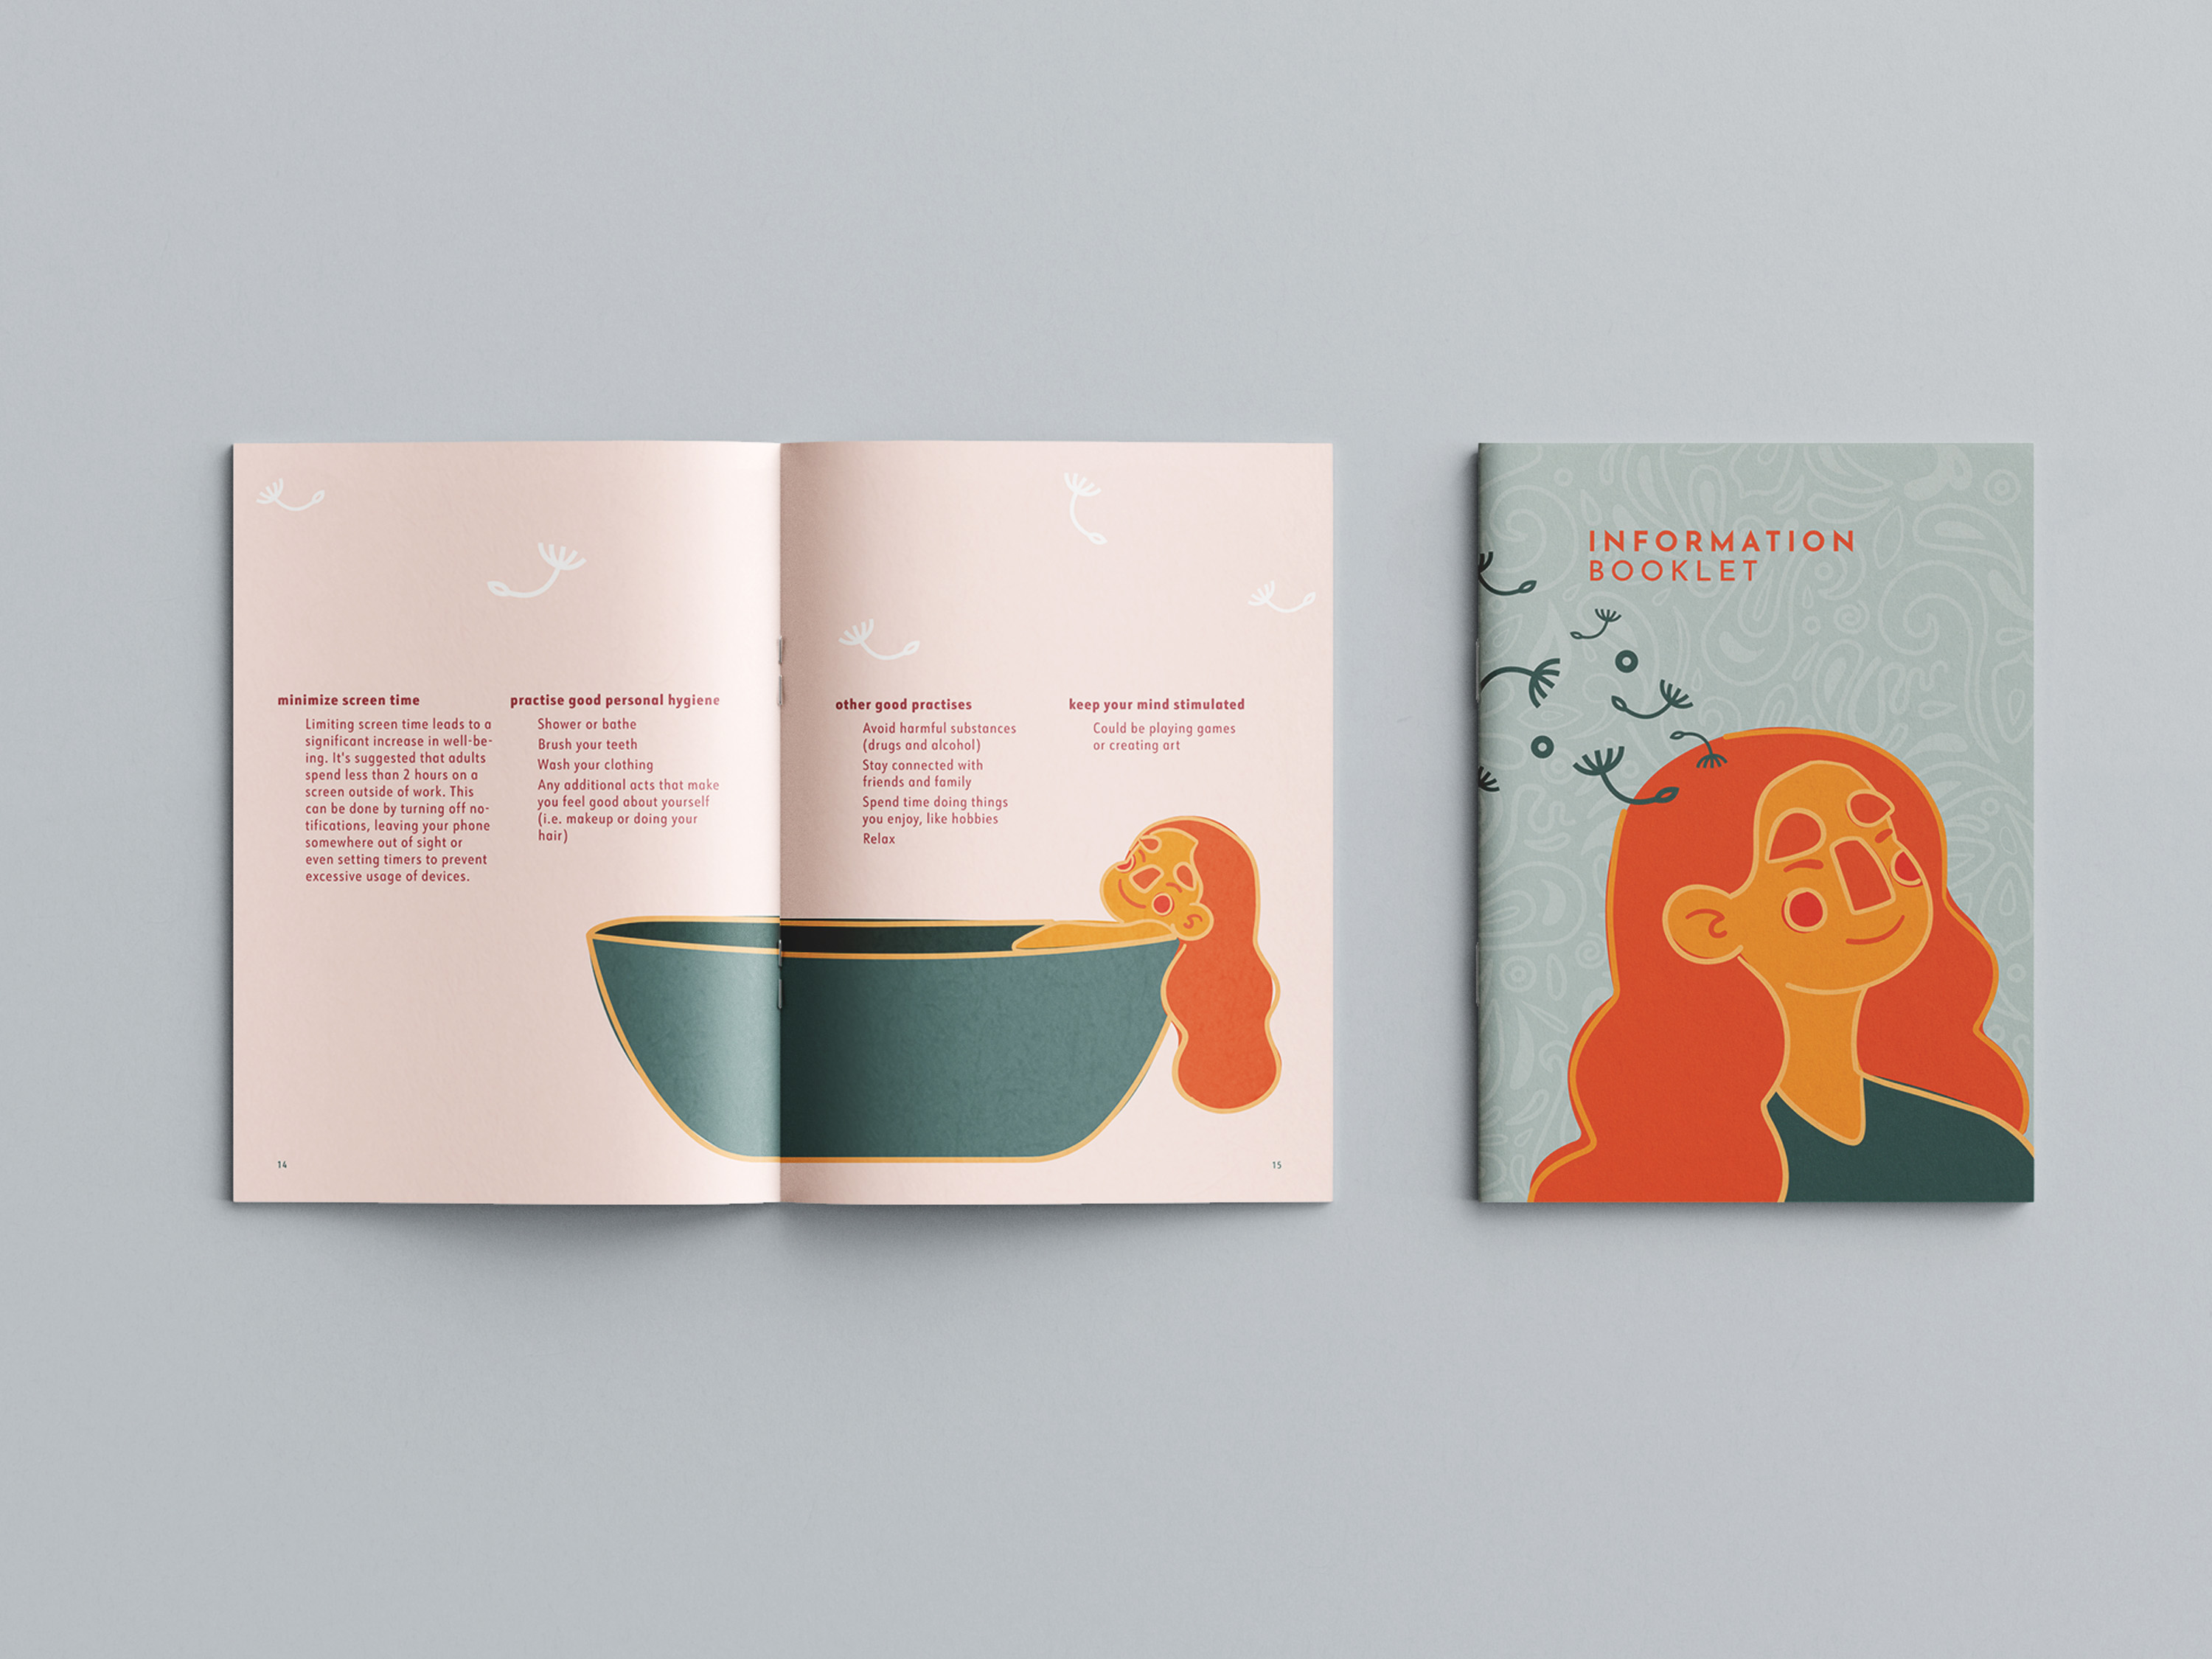 minimize screen time
Limiting screen time leads to a
significant increase in well-be-
ing. It's suggested that adults
spend less than 2 hours on a
screen outside of work. This
can be done by turning off no-
tifications, leaving your phone
somewhere out of sight or
even setting timers to prevent
excessive usage of devices.
practise good personal hygiene
Shower or bathe
Brush your teeth
Wash your clothing
Any additional acts that make
you feel good about yourself
(i.e. makeup or doing your
hair)
14
other good practises
Avoid harmful substances
(drugs and alcohol)
Stay connected with
friends and family
Spend time doing things
you enjoy, like hobbies
Relax
keep your mind stimulated
Could be playing games
or creating art
15
INFORMATION
BOOKLET